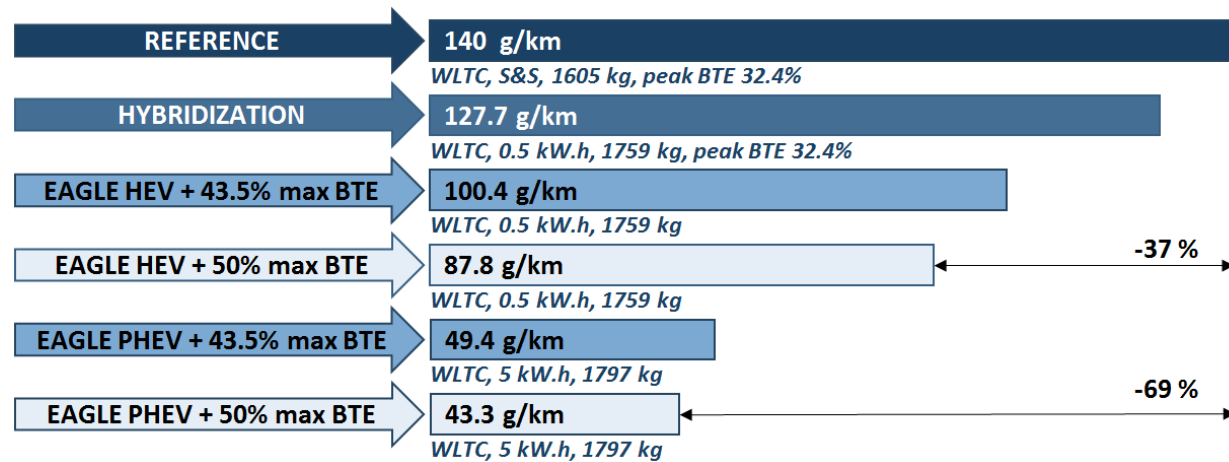 REFERENCE
140 g/km
WLTC, S&S, 1605 kg, peak BTE 32.4%
HYBRIDIZATION
127.7 g/km
WLTC, 0.5 kW.h, 1759 kg, peak BTE 32.4%
EAGLE HEV + 43.5% max BTE
100.4 g/km
WLTC, 0.5 kW.h, 1759 kg
EAGLE HEV + 50% max BTE
87.8 g/km
-37 %
WLTC, 0.5 kW.h, 1759 kg
EAGLE PHEV + 43.5% max BTE
49.4 g/km
WLTC, 5 kW.h, 1797 kg
EAGLE PHEV + 50% max BTE
43.3 g/km
-69 %
WLTC, 5 kW.h, 1797 kg